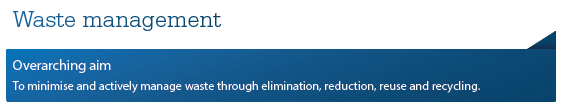 Waste management
Overarching aim
To minimise and actively manage waste through elimination, reduction, reuse and recycling.